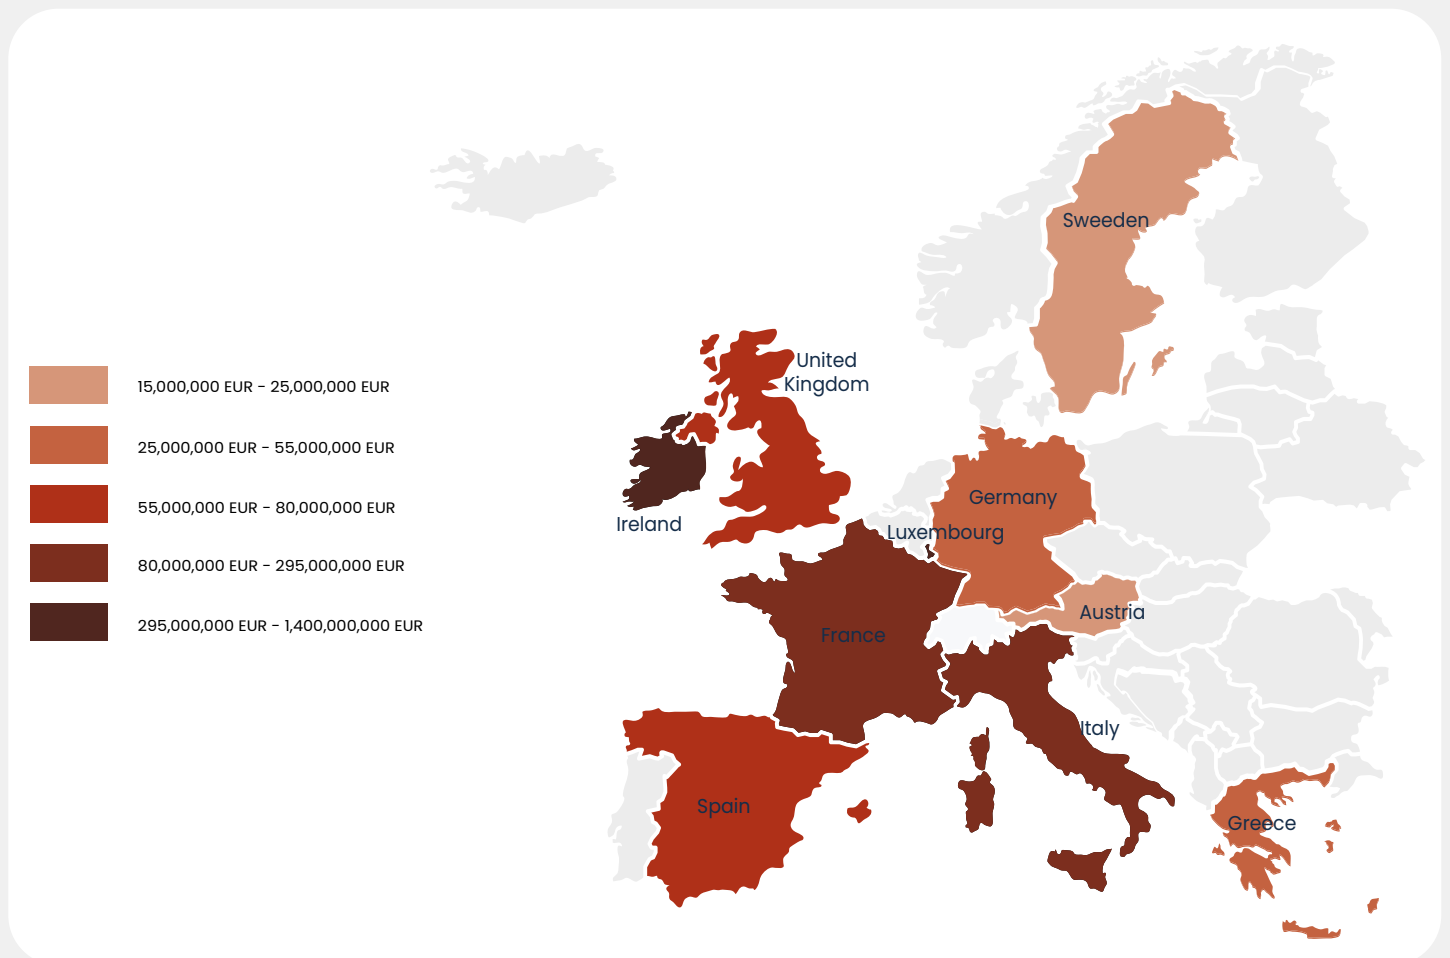 Sweeden
United
Kingdom
15,000,000 EUR - 25,000,000 EUR
25,000,000 EUR - 55,000,000 EUR
Germany
55,000,000 EUR - 80,000,000 EUR
Ireland
Luxembourg
80,000,000 EUR - 295,000,000 EUR
Austria
295,000,000 EUR - 1,400,000,000 EUR
France
Italy
Spain
Greece